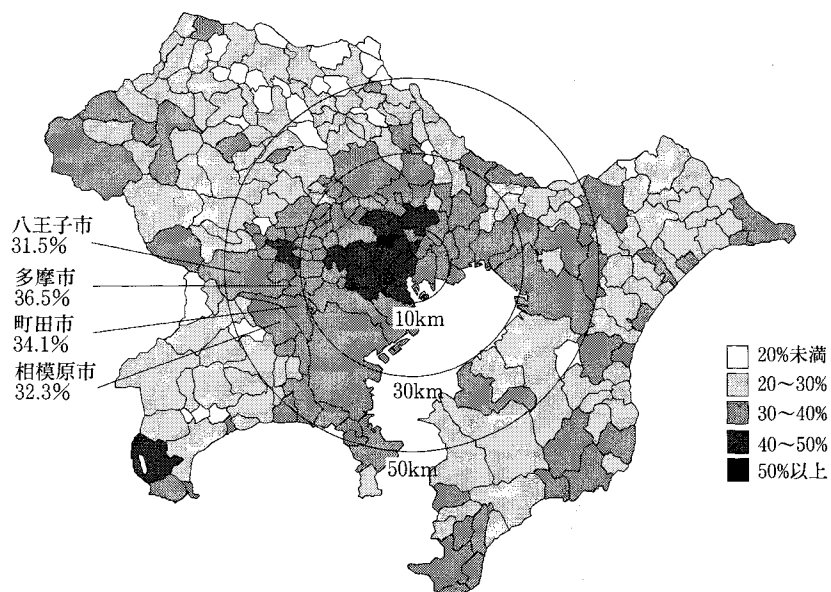 八王子市
31.5%
多摩市
36.5%
町田市
34.1%
相模原市
32.3%
10km
30km
50km
20%未満
20～30%
30～40%
40～50%
50%以上